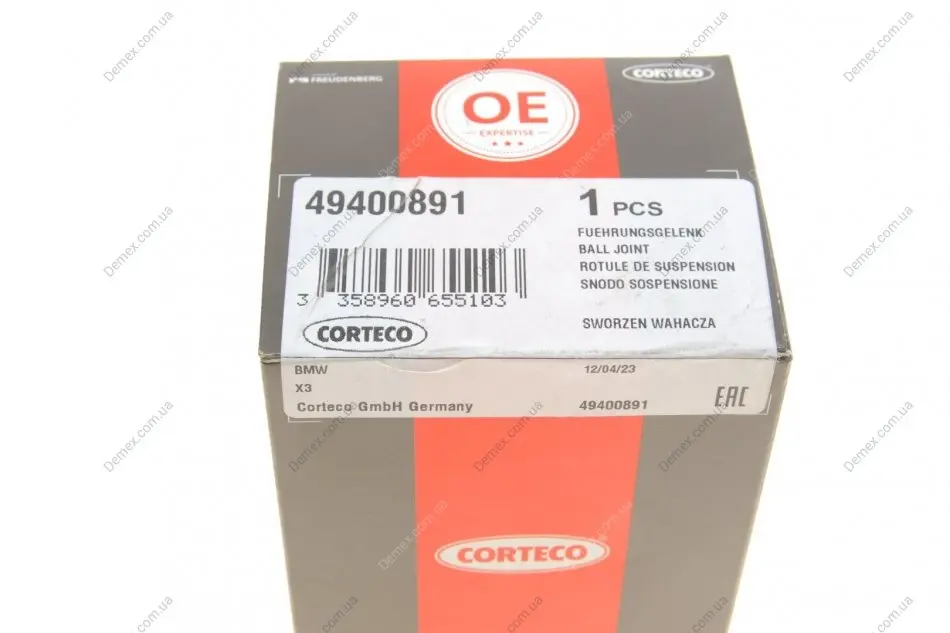 FREUDENBERG
CORTECO
OE
EXPERTISE
49400891
1 PCS
FUEHRUNGSGELENK
BALL JOINT
ROTULE DE SUSPENSION
SNODO SOSPENSIONE
SWORZEN WAHACZA
3 358960 655103
CORTECO
BMW
12/04/23
X3
Corteco GmbH Germany
49400891
EAC
CORTECO
Demex.com.ua